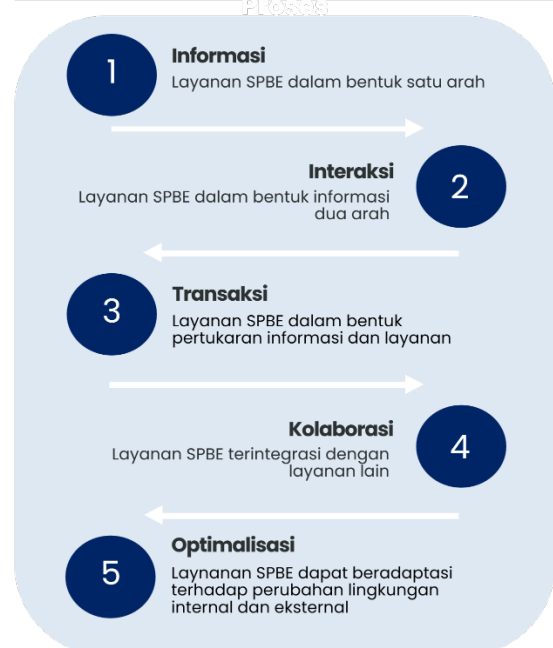 Proses
1
Informasi
Layanan SPBE dalam bentuk satu arah
Interaksi
2
Layanan SPBE dalam bentuk informasi
dua arah
3
Transaksi
Layanan SPBE dalam bentuk
pertukaran informasi dan layanan
Kolaborasi
4
Layanan SPBE terintegrasi dengan
layanan lain
5
Optimalisasi
Laynanan SPBE dapat beradaptasi
terhadap perubahan lingkungan
internal dan eksternal